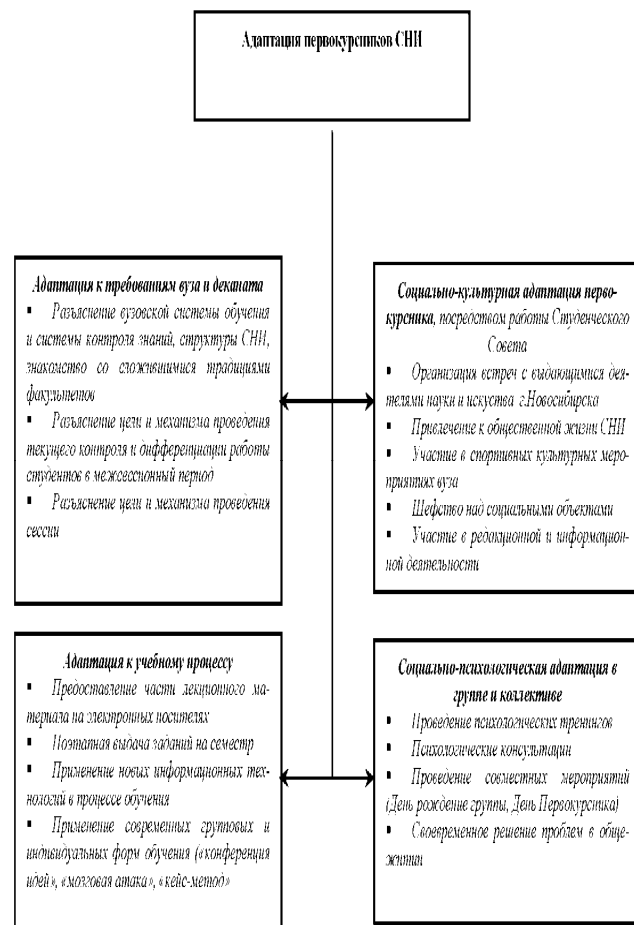 Адаптация первокурсников СНИ
Адаптация к требованиям вуза и деканата
▪ Разъяснение вузовской системы обучения
и системы контроля знаний, структуры СНИ,
знакомство со сложившимися традициями
факультетов
▪ Разъяснение цели и механизма проведения
текущего контроля и дифференциации работы
студентов в межсессионный период
▪ Разъяснение цели и механизма проведения
сессии
Социально-культурная адаптация перво-
курсника, посредством работы Студенческого
Совета
▪ Организация встреч с выдающимися дея-
телями науки и искуства г.Новосибирска
▪ Привлечение к общественной жизни СНИ
▪ Участие в спортивных культурных меро-
приятиях вуза
▪ Шефство над социальными объектами
▪ Участие в редакционной и информацион-
ной деятельности
Адаптация к учебному процессу
▪ Предоставление части лекционного ма-
териала на электронных носителях
▪ Поэтапная выдача заданий на семестр
▪ Применение новых информационных тех-
нологий в процессе обучения
▪ Применение современных групповых и
индивидуальных форм обучения («конференция
идей», «мозговая атака», «кейс-метод»
Социально-психологическая адаптация в
группе и коллективе
▪ Проведение психологических тренингов
▪ Психологические консультации
▪ Проведение совместных мероприятий
(День рождение группы, День Первокурсника)
▪ Своевременное решение проблем в обще-
житии